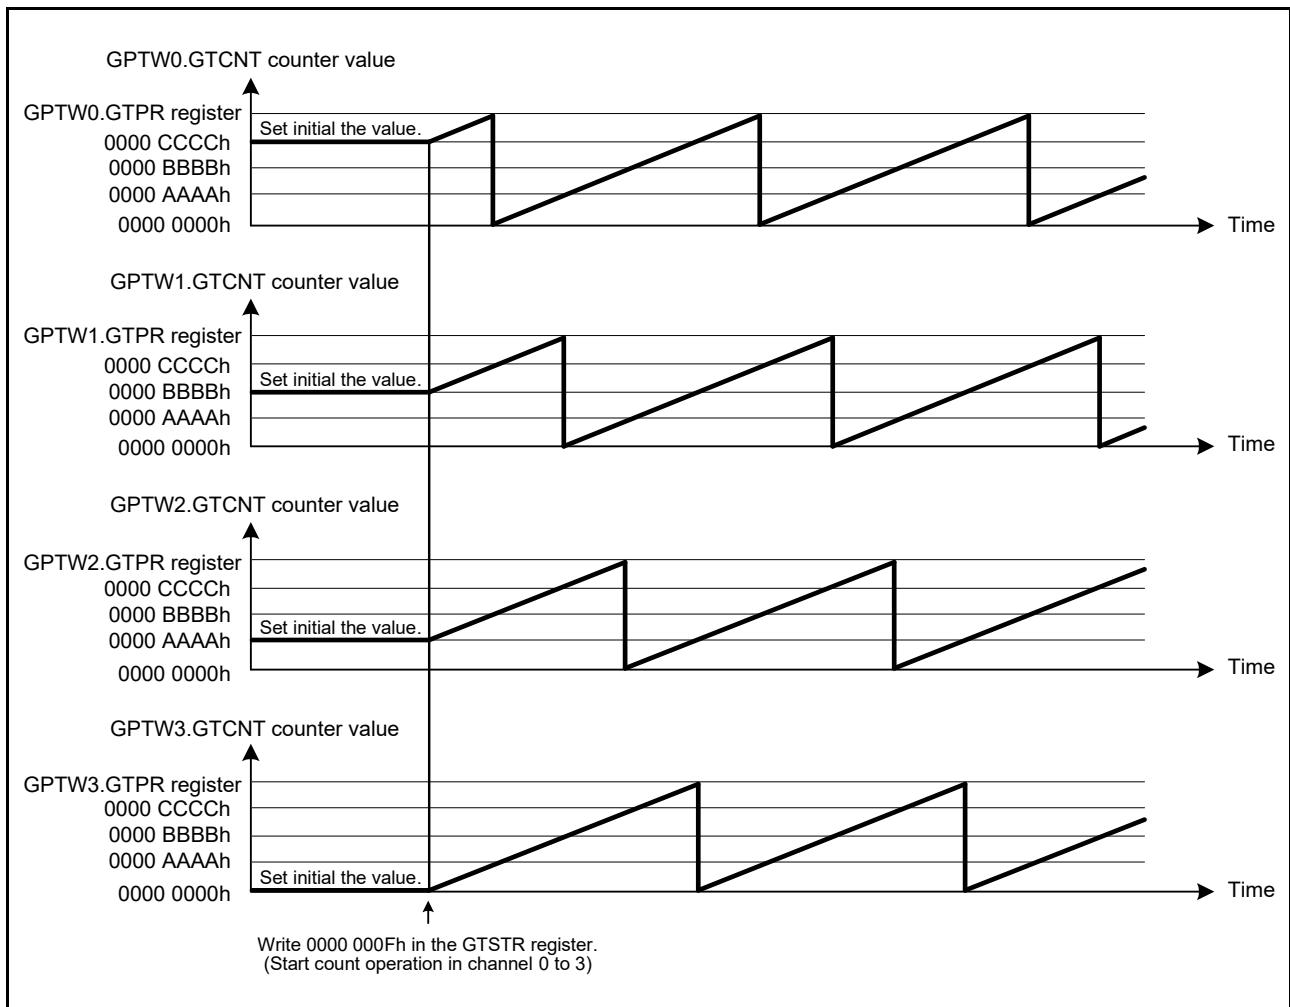 GPTW0.GTCNT counter value
GPTW0.GTPR register
Set initial the value.
0000 CCCCh
0000 BBBBh
0000 AAAAh
0000 0000h
Time
GPTW1.GTCNT counter value
GPTW1.GTPR register
0000 CCCCh
Set initial the value.
0000 BBBBh
0000 AAAAh
0000 0000h
Time
GPTW2.GTCNT counter value
GPTW2.GTPR register
0000 CCCCh
0000 BBBBh
Set initial the value.
0000 AAAAh
0000 0000h
Time
GPTW3.GTCNT counter value
GPTW3.GTPR register
0000 CCCCh
0000 BBBBh
0000 AAAAh
Set initial the value.
0000 0000h
Time
Write 0000 000Fh in the GTSTR register.
(Start count operation in channel 0 to 3)